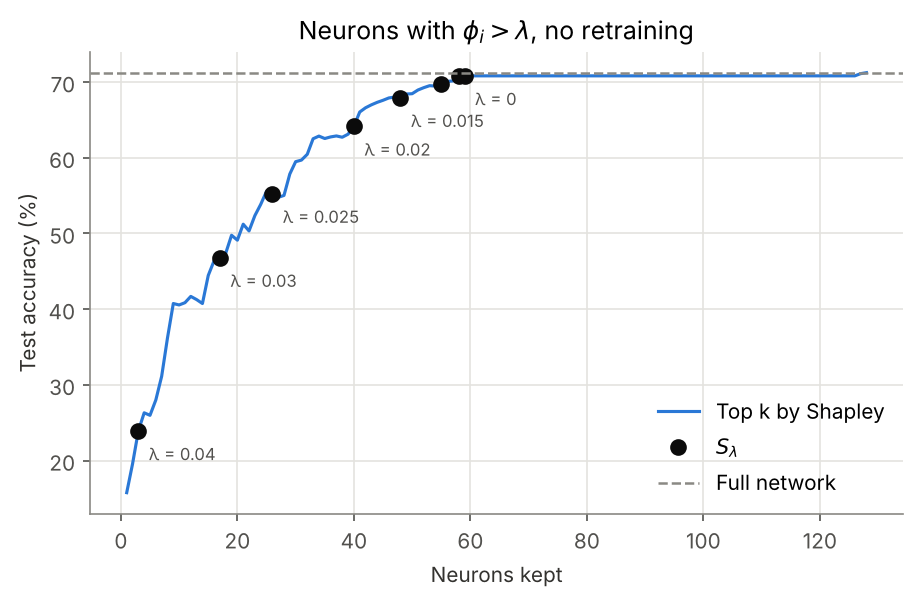 Neurons with ϕᵢ > λ, no retraining
Test accuracy (%)
70
60
50
40
30
20
λ = 0
λ = 0.015
λ = 0.02
λ = 0.025
λ = 0.03
λ = 0.04
Top k by Shapley
S_λ
Full network
0 20 40 60 80 100 120
Neurons kept